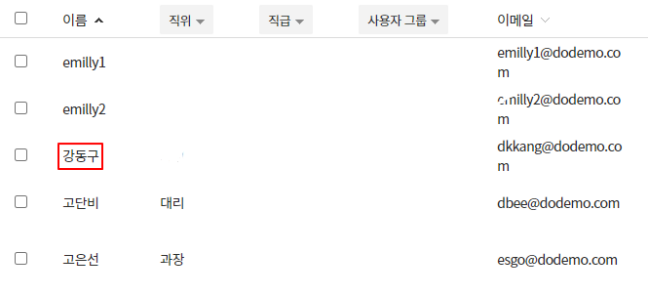 이름 직위 직급 사용자 그룹 이메일
emilly1 emilly1@dodemo.co
m
emilly2 emilly2@dodemo.co
m
강동구 dkkang@dodemo.co
m
고단비 대리 dbee@dodemo.com
고은선 과장 esgo@dodemo.com